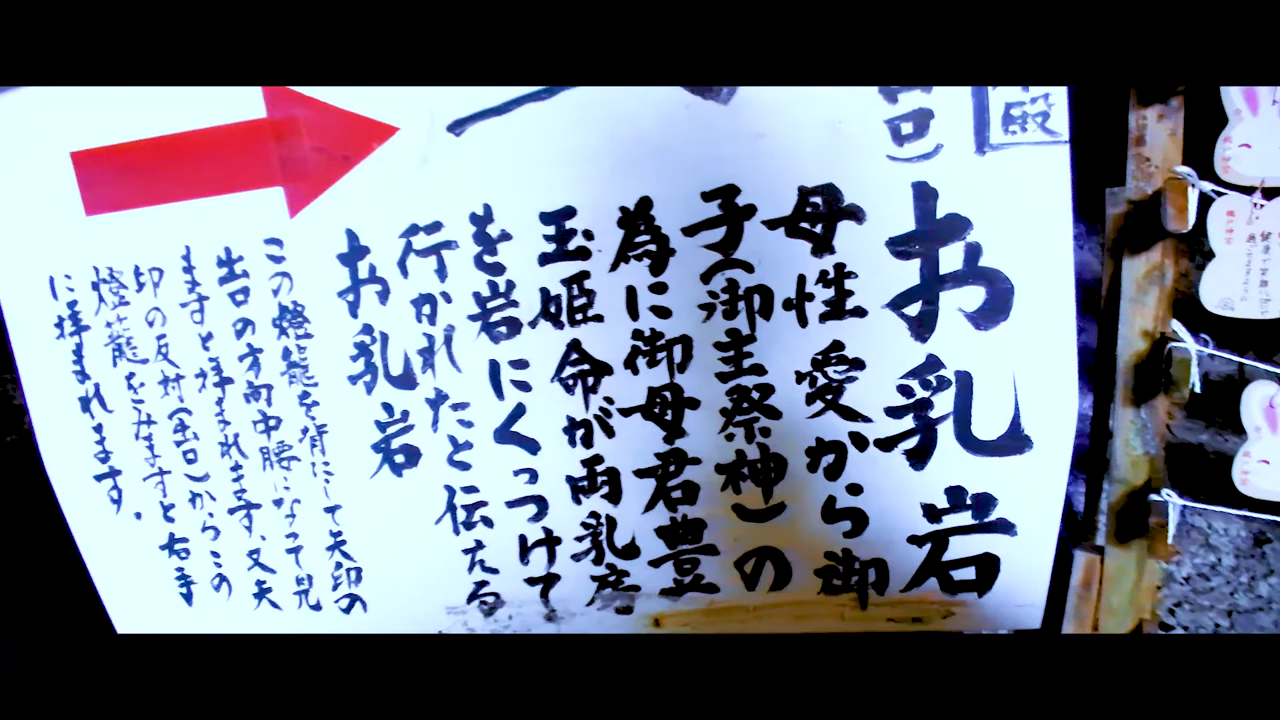 殿
お乳岩
母性愛から御
子(御主祭神)の
為に御母君豊
玉姫命が両乳房
を岩にくっつけて
行かれたと伝える
お乳岩
この燈籠を背にして矢印の
方向中腰になって見
ますと拝まれます、又矢
印の反対(出口)からこの
燈籠をみますと右手
に拝まれます。